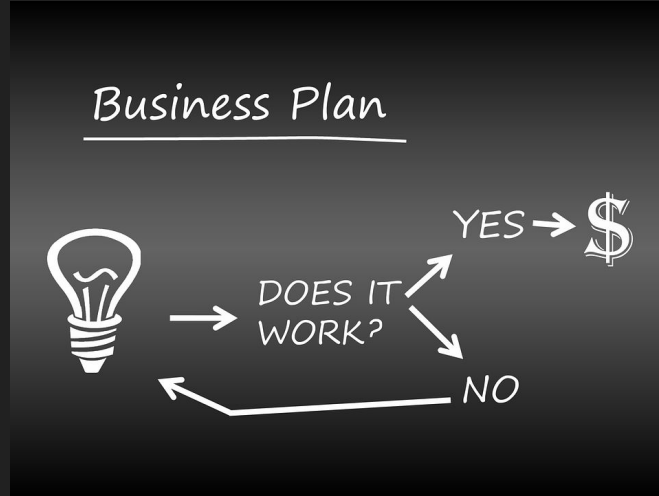 Business Plan
YES
$
DOES IT
WORK?
NO